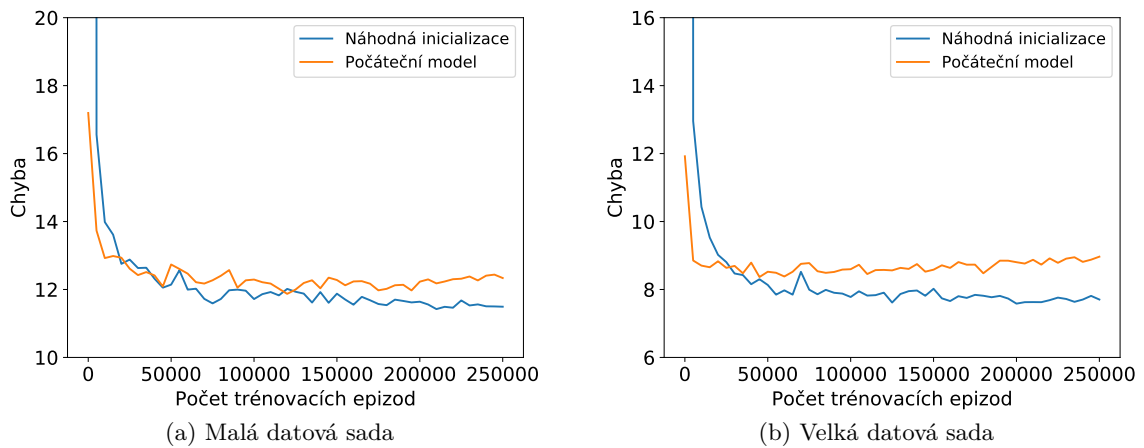 20
18
16
14
12
10
Chyba
Náhodná inicializace
Počáteční model
0 50000 100000 150000 200000 250000
Počet trénovacích epizod
(a) Malá datová sada
16
14
12
10
8
6
Chyba
Náhodná inicializace
Počáteční model
0 50000 100000 150000 200000 250000
Počet trénovacích epizod
(b) Velká datová sada